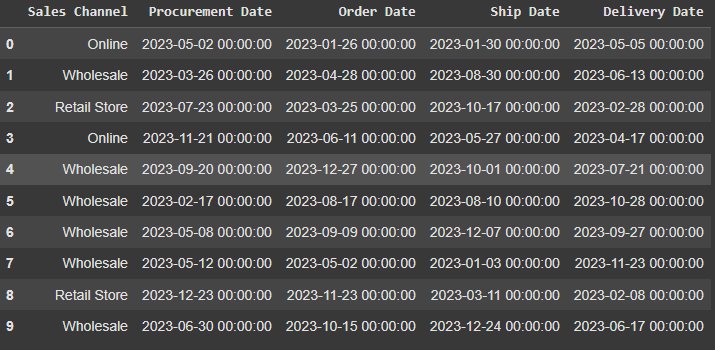 Sales Channel Procurement Date Order Date Ship Date Delivery Date
0 Online 2023-05-02 00:00:00 2023-01-26 00:00:00 2023-01-30 00:00:00 2023-05-05 00:00:00
1 Wholesale 2023-03-26 00:00:00 2023-04-28 00:00:00 2023-08-30 00:00:00 2023-06-13 00:00:00
2 Retail Store 2023-07-23 00:00:00 2023-03-25 00:00:00 2023-10-17 00:00:00 2023-02-28 00:00:00
3 Online 2023-11-21 00:00:00 2023-06-11 00:00:00 2023-05-27 00:00:00 2023-04-17 00:00:00
4 Wholesale 2023-09-20 00:00:00 2023-12-27 00:00:00 2023-10-01 00:00:00 2023-07-21 00:00:00
5 Wholesale 2023-02-17 00:00:00 2023-08-17 00:00:00 2023-08-10 00:00:00 2023-10-28 00:00:00
6 Wholesale 2023-05-08 00:00:00 2023-09-09 00:00:00 2023-12-07 00:00:00 2023-09-27 00:00:00
7 Wholesale 2023-05-12 00:00:00 2023-05-02 00:00:00 2023-01-03 00:00:00 2023-11-23 00:00:00
8 Retail Store 2023-12-23 00:00:00 2023-11-23 00:00:00 2023-03-11 00:00:00 2023-02-08 00:00:00
9 Wholesale 2023-06-30 00:00:00 2023-10-15 00:00:00 2023-12-24 00:00:00 2023-06-17 00:00:00